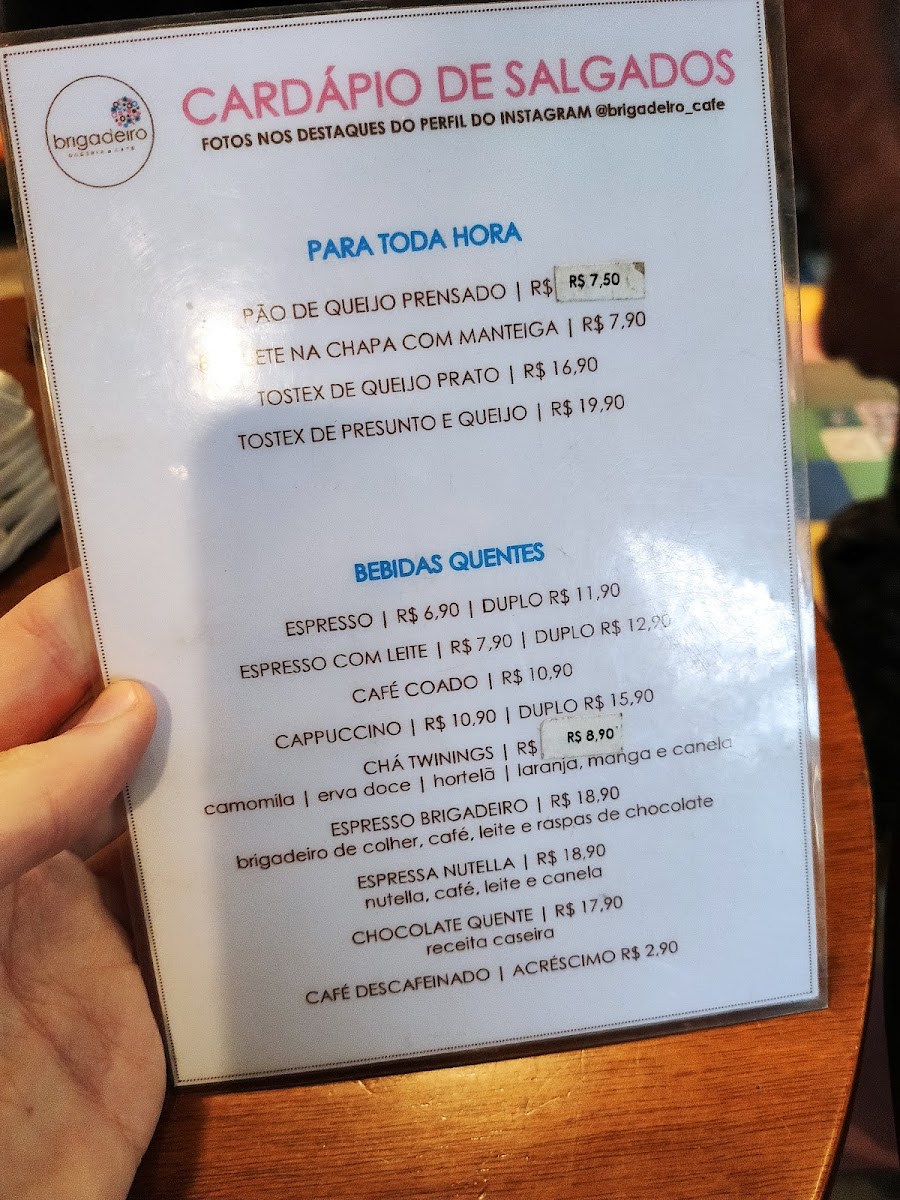 brigadeiro
CARDÁPIO DE SALGADOS
FOTOS NOS DESTAQUES DO PERFIL DO INSTAGRAM @brigadeiro_cafe
PARA TODA HORA
PÃO DE QUEIJO PRENSADO | R$ R$ 7,50
NA CHAPA COM MANTEIGA | R$ 7,90
TOSTEX DE QUEIJO PRATO | R$ 16,90
TOSTEX DE PRESUNTO E QUEIJO | R$ 19,90
BEBIDAS QUENTES
ESPRESSO | R$ 6,90 | DUPLO R$ 11,90
ESPRESSO COM LEITE | R$ 7,90 | DUPLO R$ 12,90
CAFÉ COADO | R$ 10,90
CAPPUCCINO | R$ 10,90 | DUPLO R$ 15,90
CHÁ TWININGS | R$ R$ 8,90
camomila | erva doce | hortelã | laranja, manga e canela
ESPRESSO BRIGADEIRO | R$ 18,90
brigadeiro de colher, café, leite e raspas de chocolate
ESPRESSA NUTELLA | R$ 18,90
nutella, café, leite e canela
CHOCOLATE QUENTE | R$ 17,90
receita caseira
CAFÉ DESCAFEINADO | ACRÉSCIMO R$ 2,90